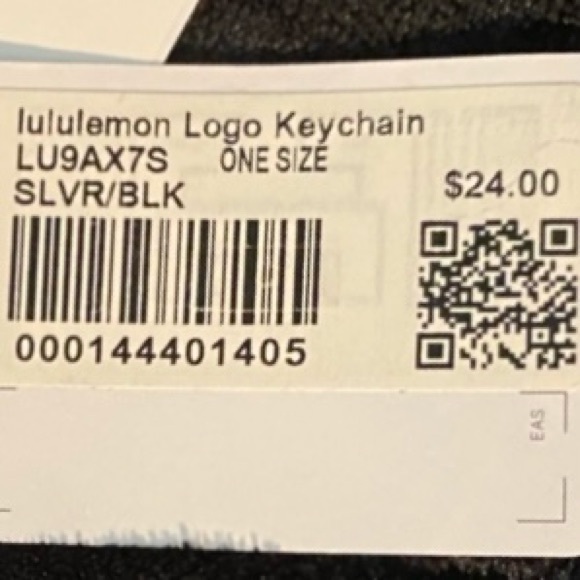 lululemon Logo Keychain
LU9AX7S ONE SIZE
SLVR/BLK
$24.00
000144401405
EAS